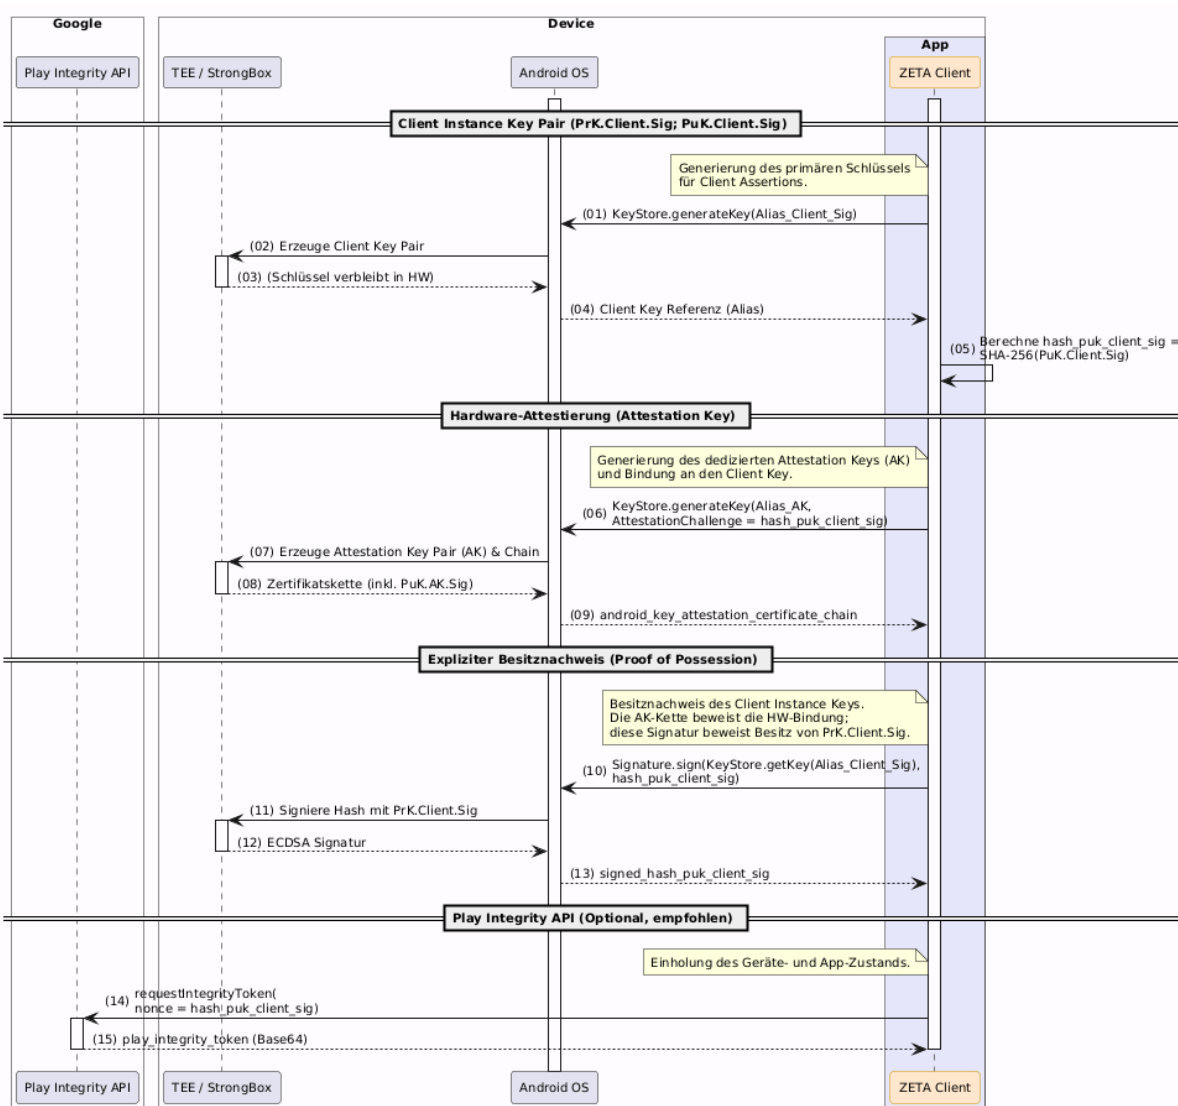 Google
Device
App
Play Integrity API
TEE / StrongBox
Android OS
ZETA Client
Client Instance Key Pair (PrK.Client.Sig; PuK.Client.Sig)
Generierung des primären Schlüssels
für Client Assertions.
(01) KeyStore.generateKey(Alias_Client_Sig)
(02) Erzeuge Client Key Pair
(03) (Schlüssel verbleibt in HW)
(04) Client Key Referenz (Alias)
(05) Berechne hash_puk_client_sig =
SHA-256(PuK.Client.Sig)
Hardware-Attestierung (Attestation Key)
Generierung des dedizierten Attestation Keys (AK)
und Bindung an den Client Key.
(06) KeyStore.generateKey(Alias_AK,
AttestationChallenge = hash_puk_client_sig)
(07) Erzeuge Attestation Key Pair (AK) & Chain
(08) Zertifikatskette (inkl. PuK.AK.Sig)
(09) android_key_attestation_certificate_chain
Expliziter Besitznachweis (Proof of Possession)
Besitznachweis des Client Instance Keys.
Die AK-Kette beweist die HW-Bindung;
diese Signatur beweist Besitz von PrK.Client.Sig.
(10) Signature.sign(KeyStore.getKey(Alias_Client_Sig),
hash_puk_client_sig)
(11) Signiere Hash mit PrK.Client.Sig
(12) ECDSA Signatur
(13) signed_hash_puk_client_sig
Play Integrity API (Optional, empfohlen)
Einholung des Geräte- und App-Zustands.
(14) requestIntegrityToken(
nonce = hash_puk_client_sig)
(15) play_integrity_token (Base64)
Play Integrity API
TEE / StrongBox
Android OS
ZETA Client